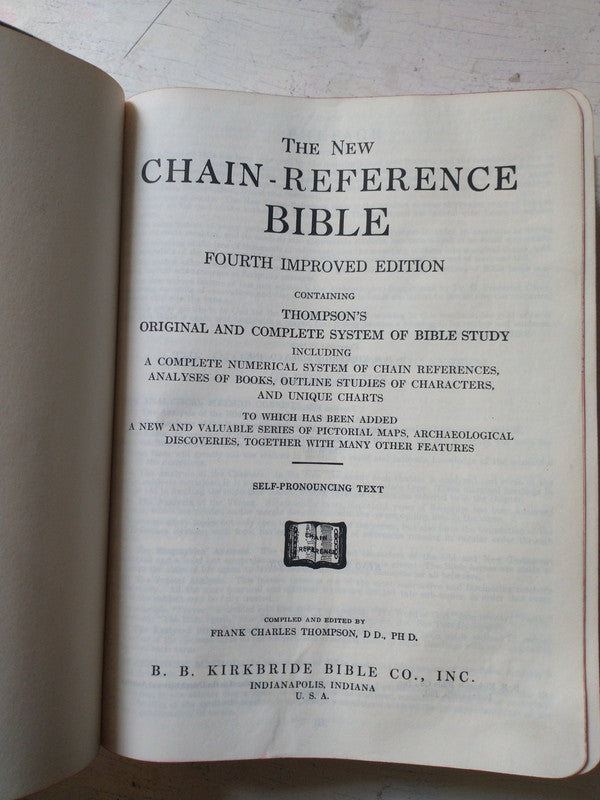 THE NEW
CHAIN-REFERENCE
BIBLE
FOURTH IMPROVED EDITION
CONTAINING
THOMPSON'S
ORIGINAL AND COMPLETE SYSTEM OF BIBLE STUDY
INCLUDING
A COMPLETE NUMERICAL SYSTEM OF CHAIN REFERENCES,
ANALYSES OF BOOKS, OUTLINE STUDIES OF CHARACTERS,
AND UNIQUE CHARTS
TO WHICH HAS BEEN ADDED
A NEW AND VALUABLE SERIES OF PICTORIAL MAPS, ARCHAEOLOGICAL
DISCOVERIES, TOGETHER WITH MANY OTHER FEATURES
SELF-PRONOUNCING TEXT
CHAIN
REFERENCE
COMPILED AND EDITED BY
FRANK CHARLES THOMPSON, D D., PH D.
B. B. KIRKBRIDE BIBLE CO., INC.
INDIANAPOLIS, INDIANA
U. S. A.